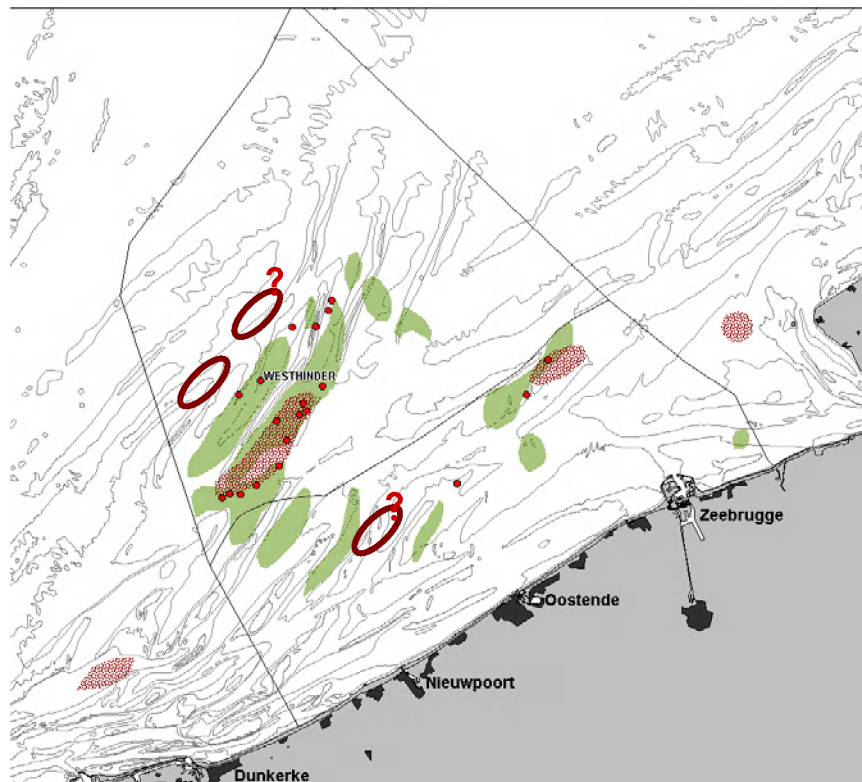 ?
WESTHINDER
?
Zeebrugge
Oostende
Nieuwpoort
Dunkerke